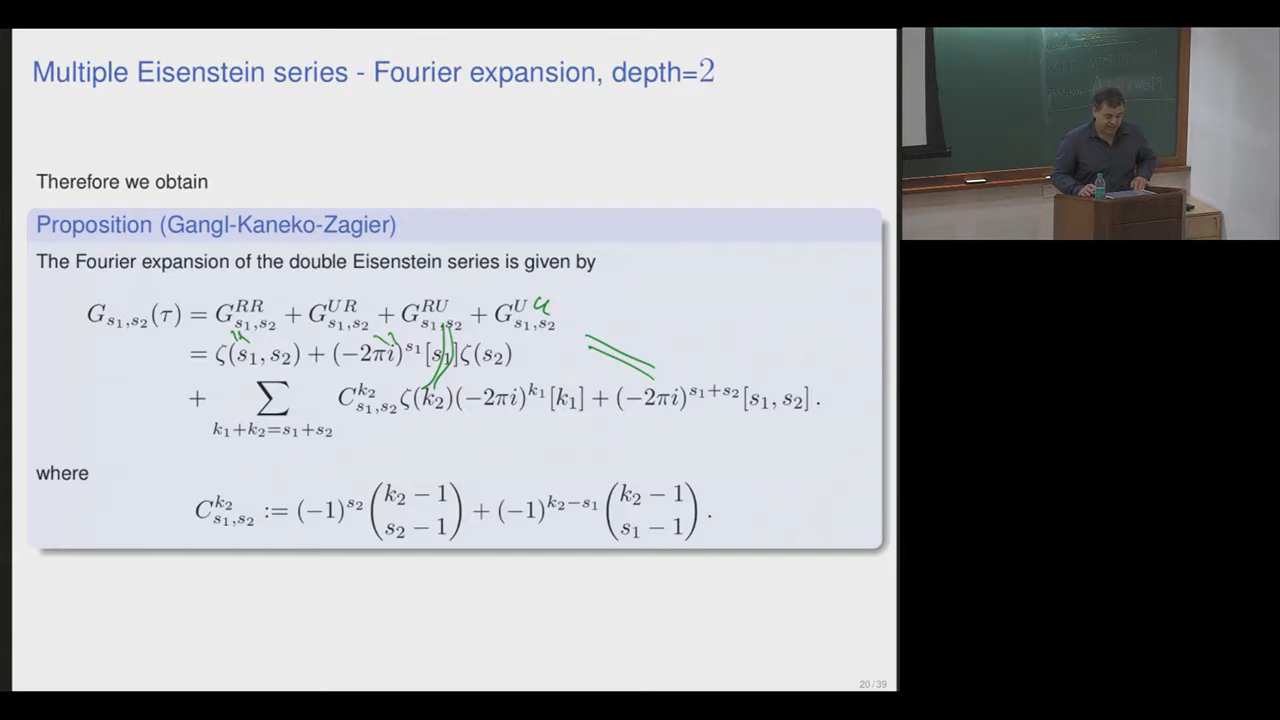 Multiple Eisenstein series - Fourier expansion, depth=2
Therefore we obtain
Proposition (Gangl-Kaneko-Zagier)
The Fourier expansion of the double Eisenstein series is given by
G_{s_1,s_2}(τ) = G^{RR}_{s_1,s_2} + G^{UR}_{s_1,s_2} + G^{RU}_{s_1,s_2} + G^{U U}_{s_1,s_2}
= ζ(s_1, s_2) + (−2πi)^{s_1}[s_1]ζ(s_2)
+ ∑_{k_1+k_2=s_1+s_2} C^{k_2}_{s_1,s_2} ζ(k_2)(−2πi)^{k_1}[k_1] + (−2πi)^{s_1+s_2}[s_1, s_2] .
where
C^{k_2}_{s_1,s_2} := (−1)^{s_2} \binom{k_2 − 1}{s_2 − 1} + (−1)^{k_2−s_1} \binom{k_2 − 1}{s_1 − 1} .
20 / 39